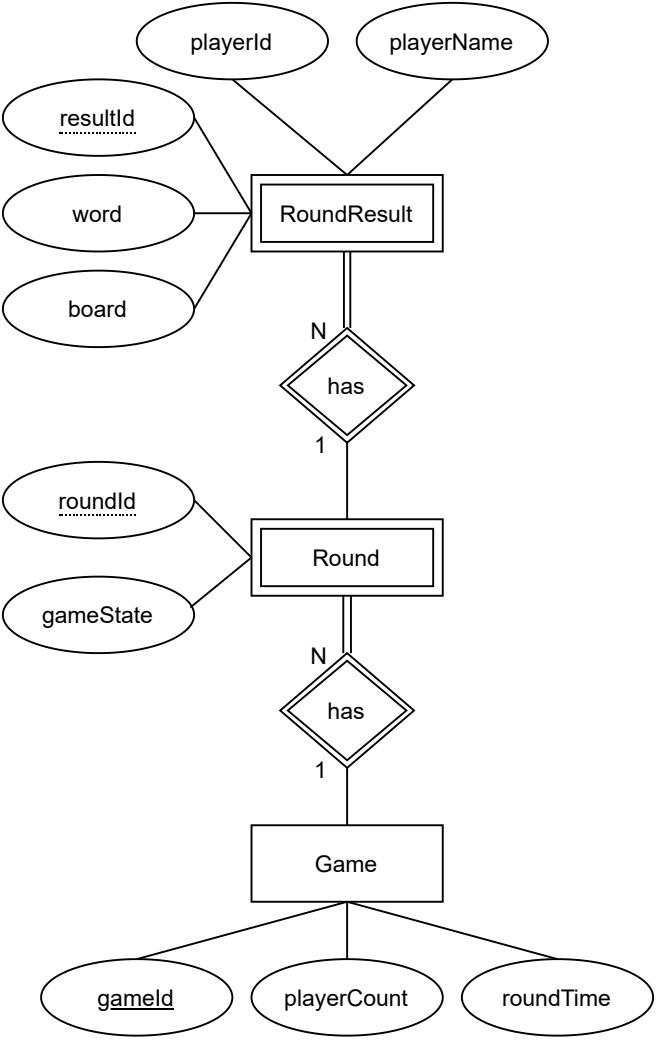 playerId
playerName
resultId
word
RoundResult
board
N
has
1
roundId
Round
gameState
N
has
1
Game
gameId
playerCount
roundTime